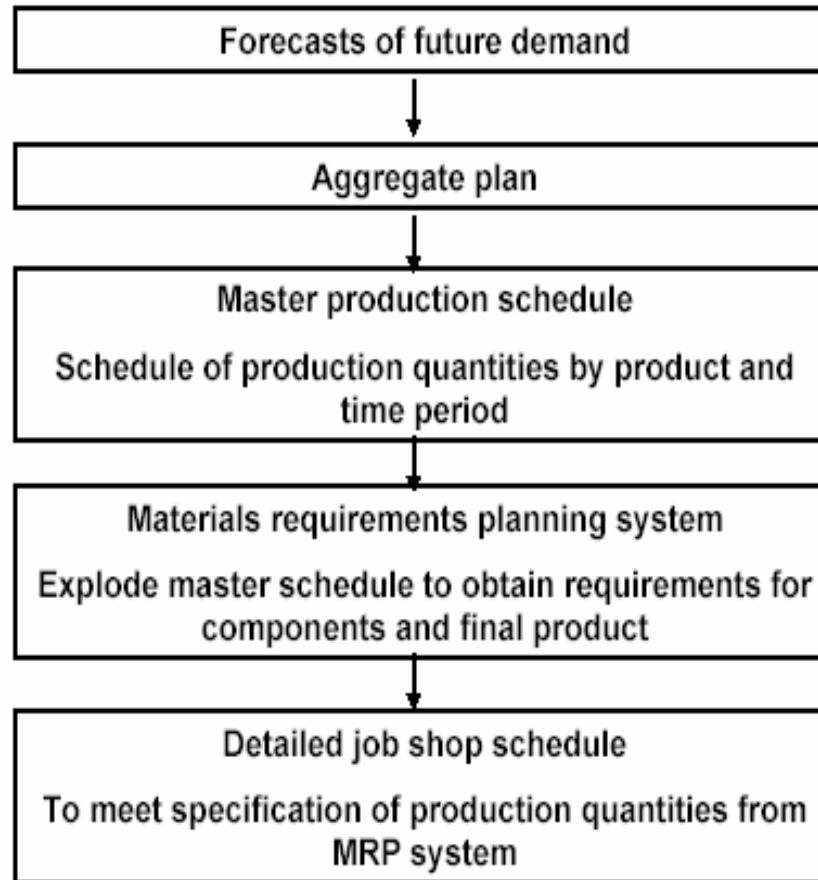 Forecasts of future demand
Aggregate plan
Master production schedule
Schedule of production quantities by product and
time period
Materials requirements planning system
Explode master schedule to obtain requirements for
components and final product
Detailed job shop schedule
To meet specification of production quantities from
MRP system